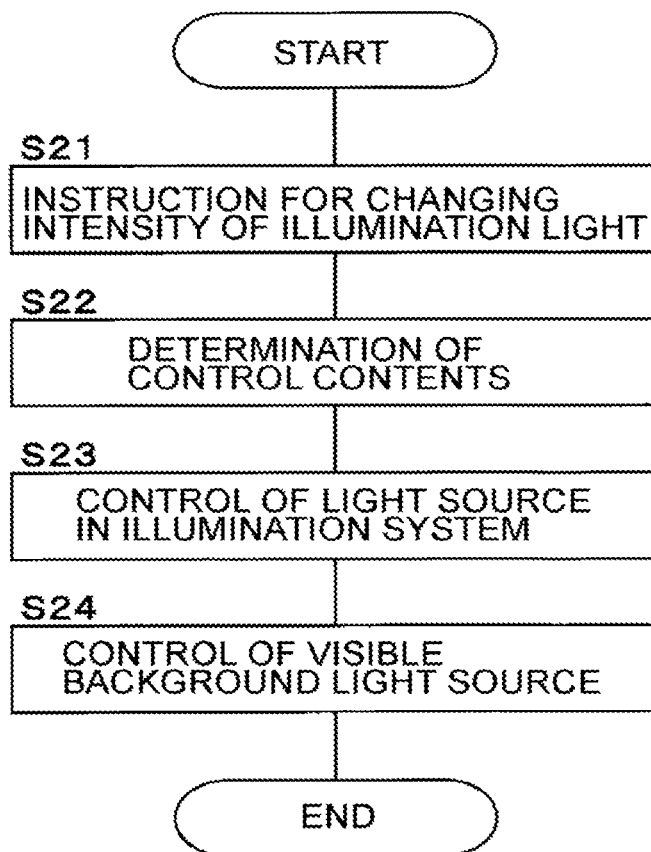 START
S21
INSTRUCTION FOR CHANGING
INTENSITY OF ILLUMINATION LIGHT
S22
DETERMINATION OF
CONTROL CONTENTS
S23
CONTROL OF LIGHT SOURCE
IN ILLUMINATION SYSTEM
S24
CONTROL OF VISIBLE
BACKGROUND LIGHT SOURCE
END